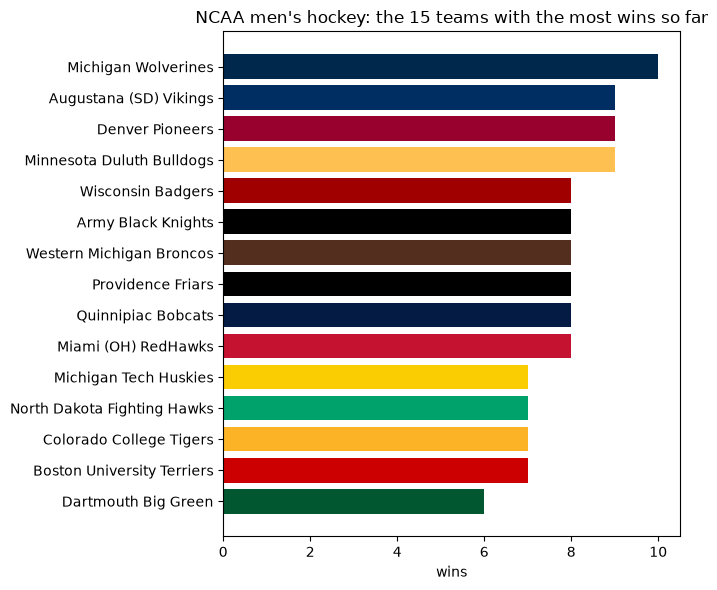 NCAA men's hockey: the 15 teams with the most wins so far
Michigan Wolverines
Augustana (SD) Vikings
Denver Pioneers
Minnesota Duluth Bulldogs
Wisconsin Badgers
Army Black Knights
Western Michigan Broncos
Providence Friars
Quinnipiac Bobcats
Miami (OH) RedHawks
Michigan Tech Huskies
North Dakota Fighting Hawks
Colorado College Tigers
Boston University Terriers
Dartmouth Big Green
0 2 4 6 8 10
wins